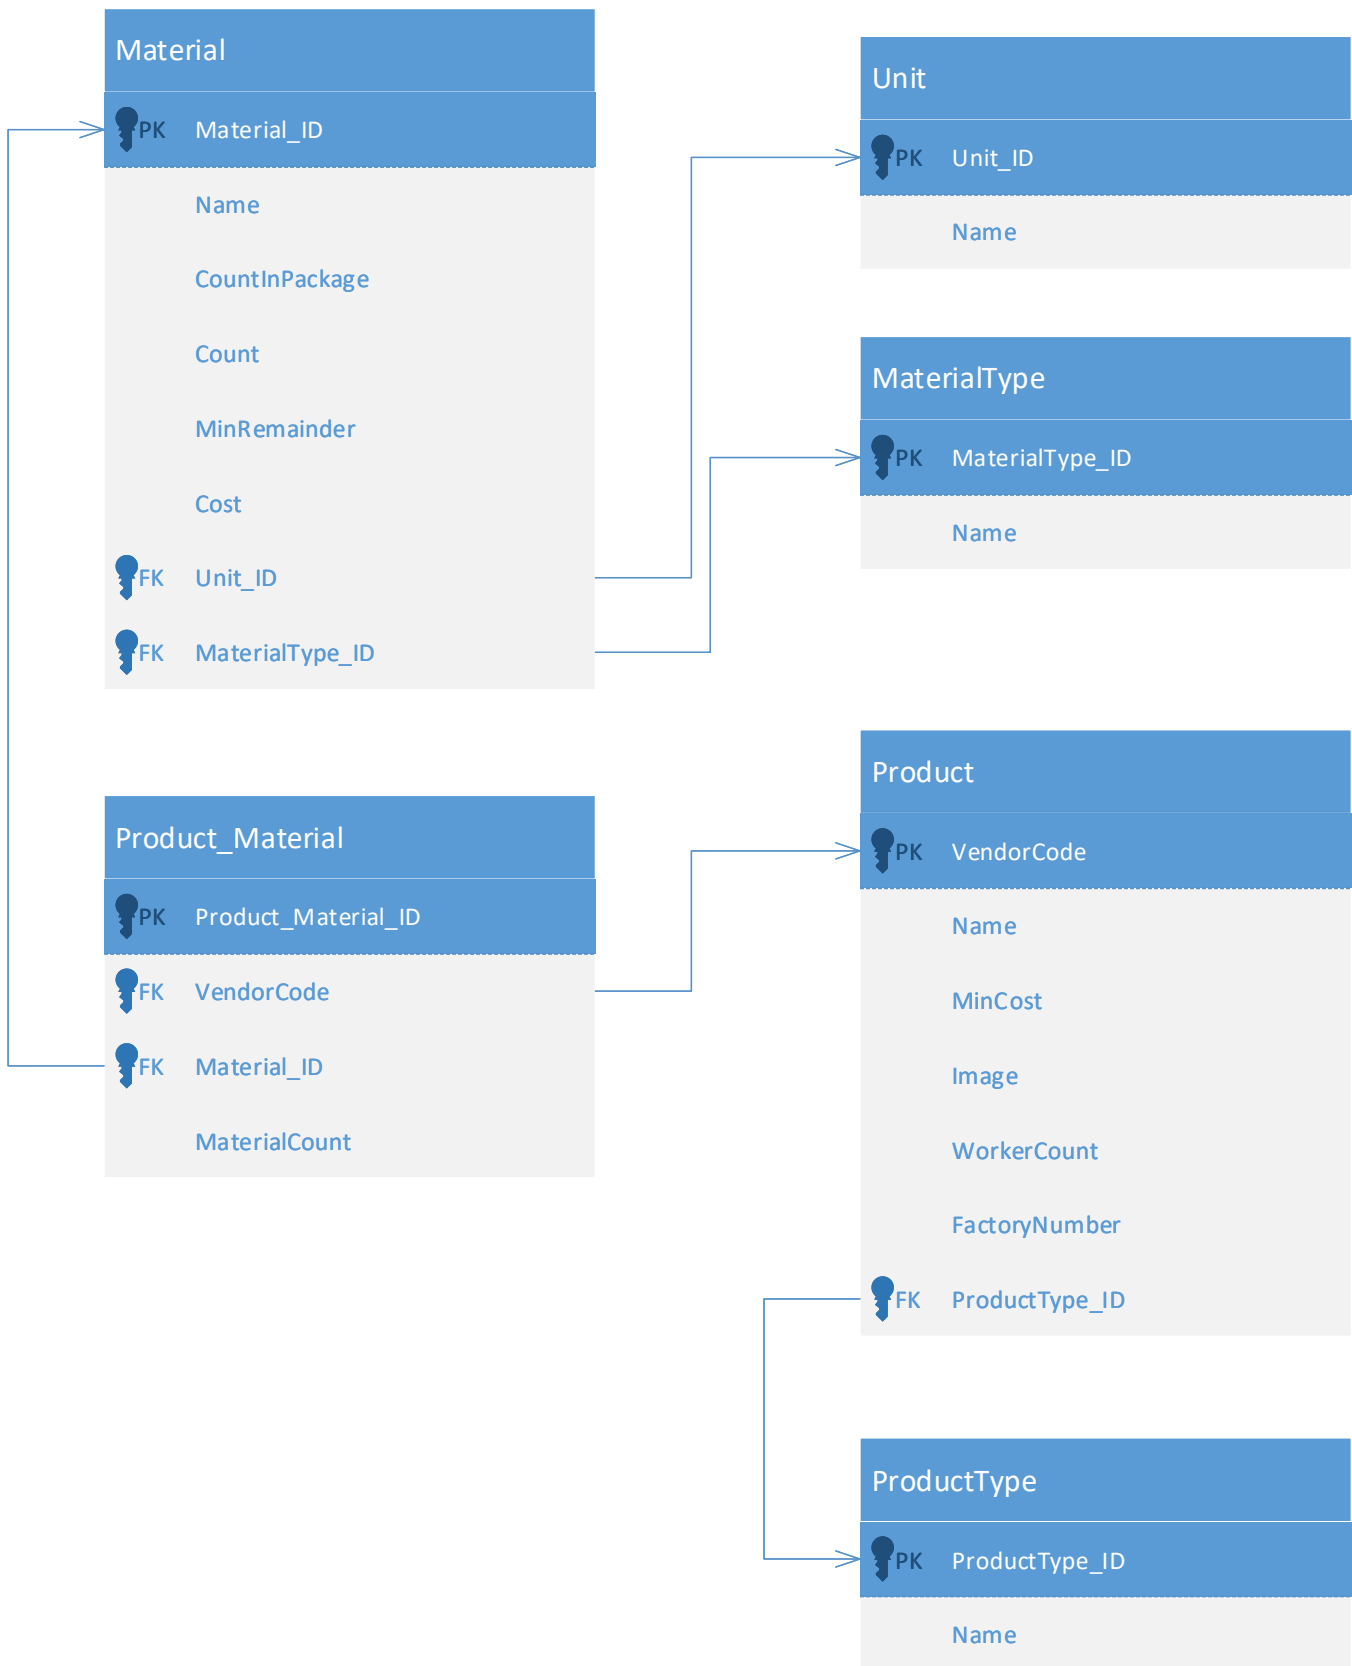 Material
PK Material_ID
Name
CountInPackage
Count
MinRemainder
Cost
FK Unit_ID
FK MaterialType_ID
Unit
PK Unit_ID
Name
MaterialType
PK MaterialType_ID
Name
Product_Material
PK Product_Material_ID
FK VendorCode
FK Material_ID
MaterialCount
Product
PK VendorCode
Name
MinCost
Image
WorkerCount
FactoryNumber
FK ProductType_ID
ProductType
PK ProductType_ID
Name